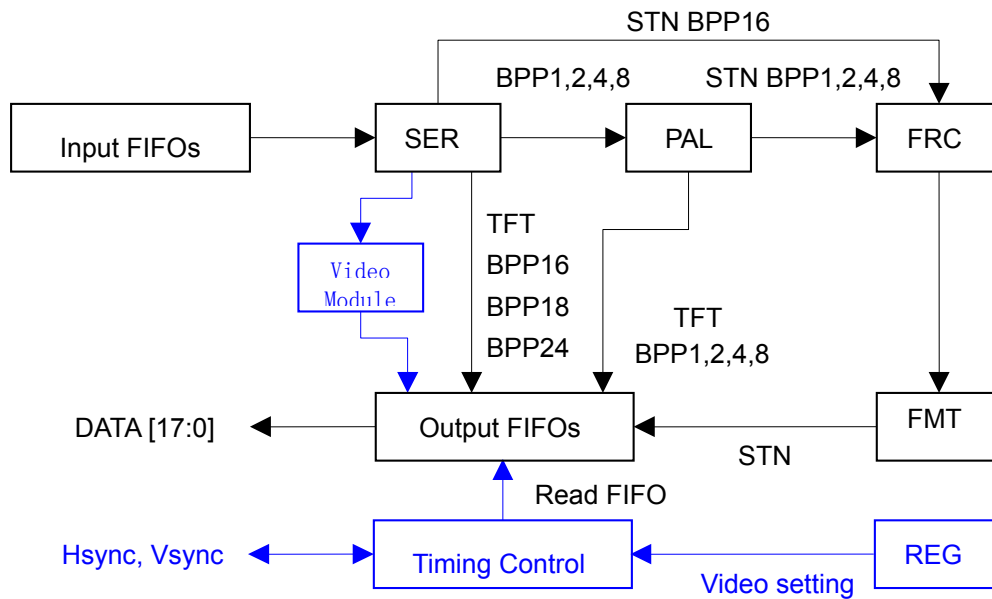 STN BPP16
BPP1,2,4,8
STN BPP1,2,4,8
Input FIFOs
SER
PAL
FRC
Video
Module
TFT
BPP16
BPP18
BPP24
TFT
BPP1,2,4,8
DATA [17:0]
Output FIFOs
STN
FMT
Read FIFO
Hsync, Vsync
Timing Control
Video setting
REG